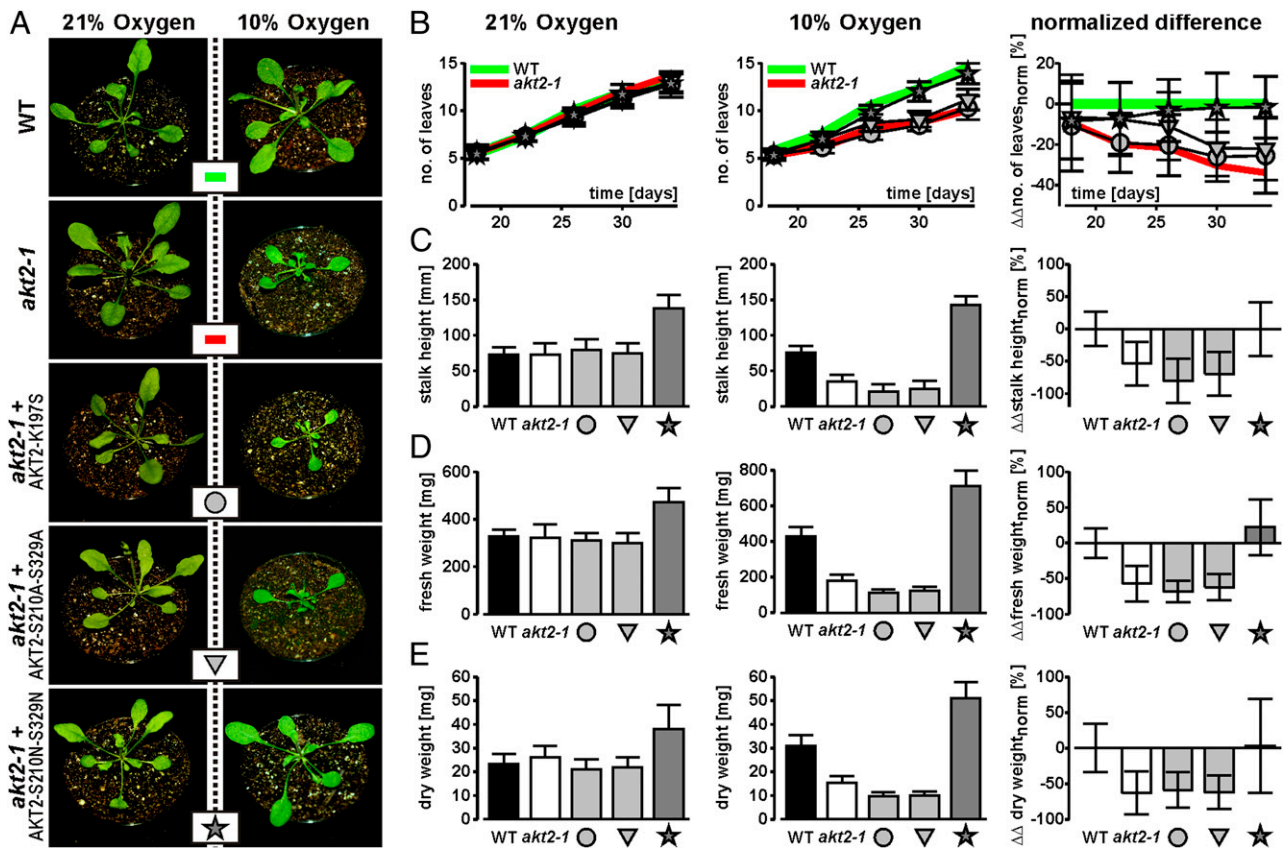 A
21% Oxygen
10% Oxygen
WT
akt2-1
akt2-1 +
AKT2-K197S
akt2-1 +
AKT2-S210A-S329A
akt2-1 +
AKT2-S210N-S329N
B
21% Oxygen
10% Oxygen
normalized difference
no. of leaves
15
10
5
0
WT
akt2-1
time [days]
20
30
no. of leaves
15
10
5
0
WT
akt2-1
time [days]
20
30
ΔΔno. of leaves norm [%]
20
0
-20
-40
time [days]
20
30
C
stalk height [mm]
200
150
100
50
0
WT akt2-1
stalk height [mm]
200
150
100
50
0
WT akt2-1
ΔΔstalk height norm [%]
100
50
0
-50
-100
WT akt2-1
D
fresh weight [mg]
600
400
200
0
WT akt2-1
fresh weight [mg]
800
600
400
200
0
WT akt2-1
ΔΔfresh weight norm [%]
100
50
0
-50
-100
WT akt2-1
E
dry weight [mg]
60
50
40
30
20
10
0
WT akt2-1
dry weight [mg]
60
50
40
30
20
10
0
WT akt2-1
ΔΔ dry weight norm [%]
100
50
0
-50
-100
WT akt2-1